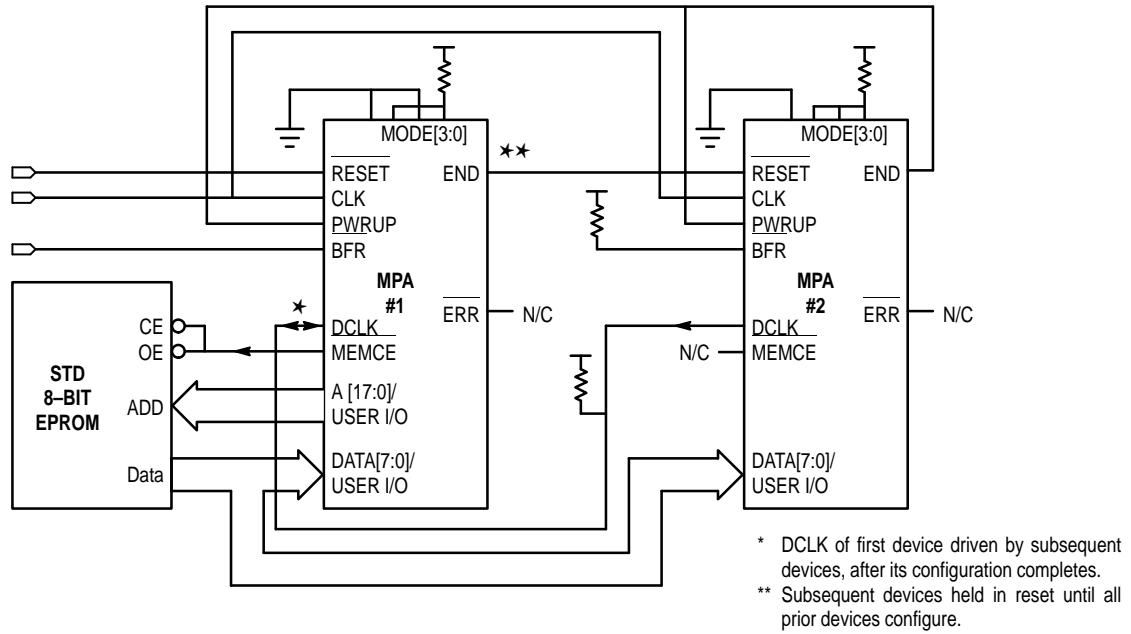 MODE[3:0]
RESET
END
**
CLK
PWRUP
BFR
MPA
#1
ERR
N/C
*
DCLK
MEMCE
A [17:0]/
USER I/O
DATA[7:0]/
USER I/O
CE
OE
STD
8–BIT
EPROM
ADD
Data
MODE[3:0]
RESET
END
CLK
PWRUP
BFR
MPA
#2
ERR
N/C
DCLK
N/C
MEMCE
DATA[7:0]/
USER I/O
* DCLK of first device driven by subsequent
devices, after its configuration completes.
** Subsequent devices held in reset until all
prior devices configure.